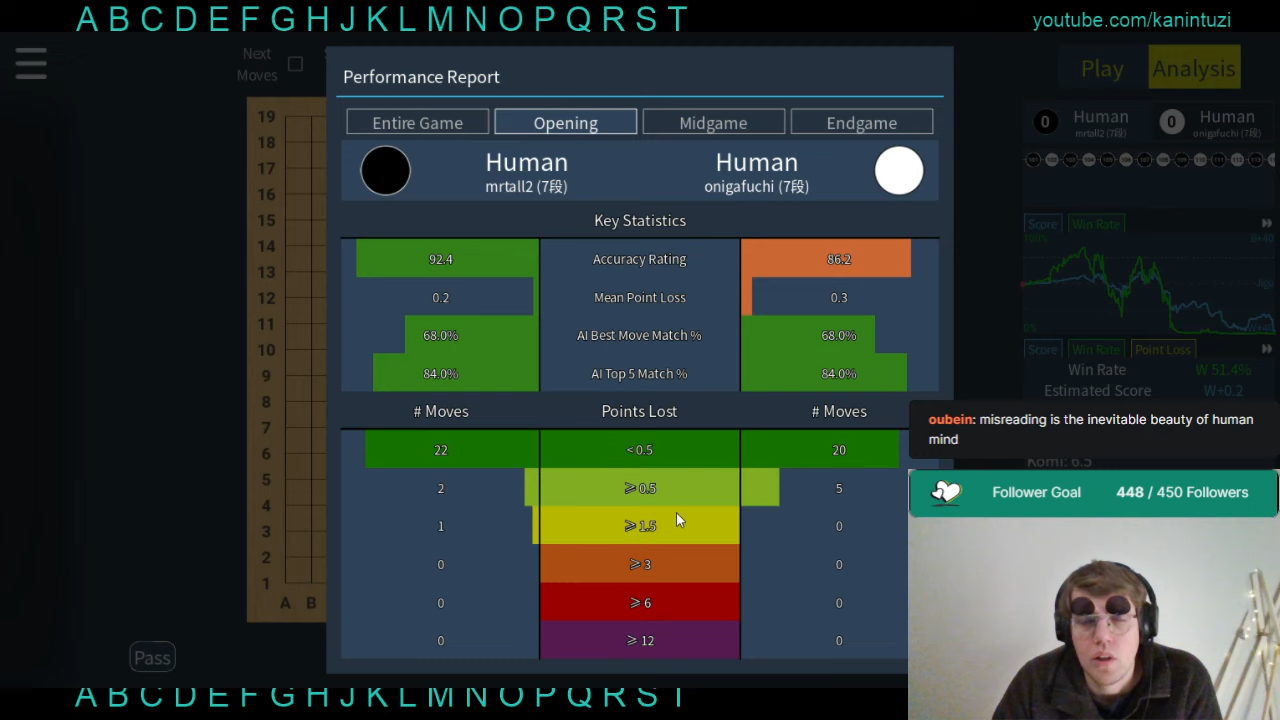 A B C D E F G H J K L M N O P Q R S T
youtube.com/kanintuzi
Next
Moves
Performance Report
Play
Analysis
Entire Game
Opening
Midgame
Endgame
Human
mrtall2 (7段)
Human
onigafuchi (7段)
0
Human
mrtall2 (7段)
0
Human
onigafuchi (7段)
Key Statistics
92.4
Accuracy Rating
86.2
0.2
Mean Point Loss
0.3
68.0%
AI Best Move Match %
68.0%
84.0%
AI Top 5 Match %
84.0%
# Moves
Points Lost
# Moves
22
< 0.5
20
2
⩾ 0.5
5
1
⩾ 1.5
0
0
⩾ 3
0
0
⩾ 6
0
0
⩾ 12
0
19
18
17
16
15
14
13
12
11
10
9
8
7
6
5
4
3
2
1
A B
Pass
Score
Win Rate
Score
Win Rate
Point Loss
Win Rate
W 51.4%
Estimated Score
W+0.2
oubein: misreading is the inevitable beauty of human
mind
Komi: 6.5
Follower Goal
448 / 450 Followers
A B C D E F G H J K L M N O P Q R S T